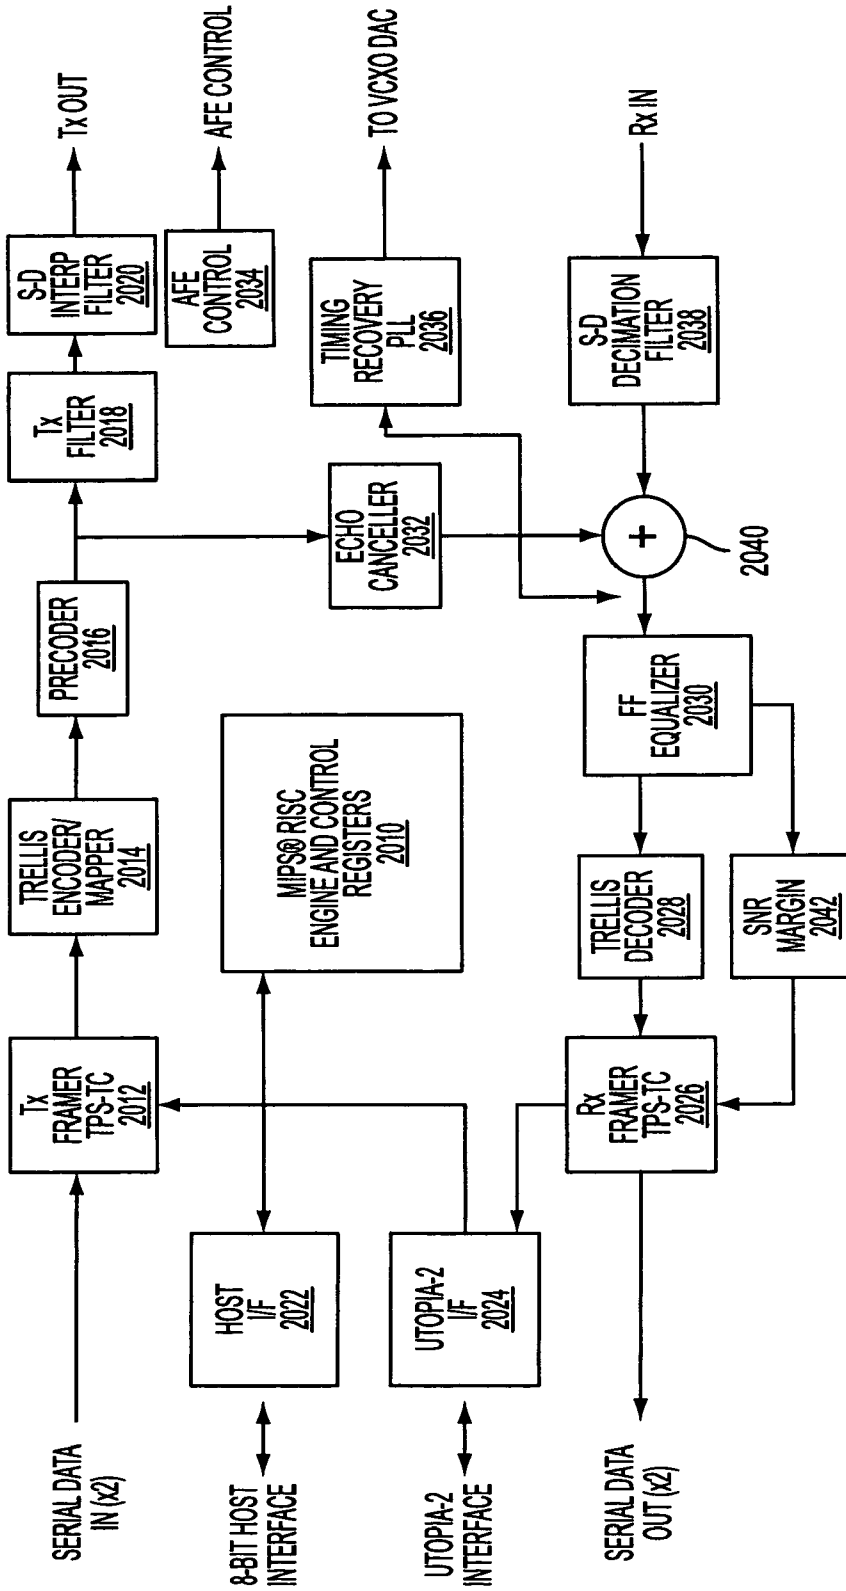 SERIAL DATA
IN (x2)
Tx
FRAMER
TPS-TC
2012
TRELLIS
ENCODER/
MAPPER
2014
PRECODER
2016
Tx
FILTER
2018
S-D
INTERP
FILTER
2020
Tx OUT
8-BIT HOST
INTERFACE
HOST
I/F
2022
MIPS® RISC
ENGINE AND CONTROL
REGISTERS
2010
AFE
CONTROL
2034
AFE CONTROL
UTOPIA-2
INTERFACE
UTOPIA-2
I/F
2024
ECHO
CANCELLER
2032
TIMING
RECOVERY
PLL
2036
TO VCXO DAC
SERIAL DATA
OUT (x2)
Rx
FRAMER
TPS-TC
2026
TRELLIS
DECODER
2028
FF
EQUALIZER
2030
+
2040
S-D
DECIMATION
FILTER
2038
Rx IN
SNR
MARGIN
2042